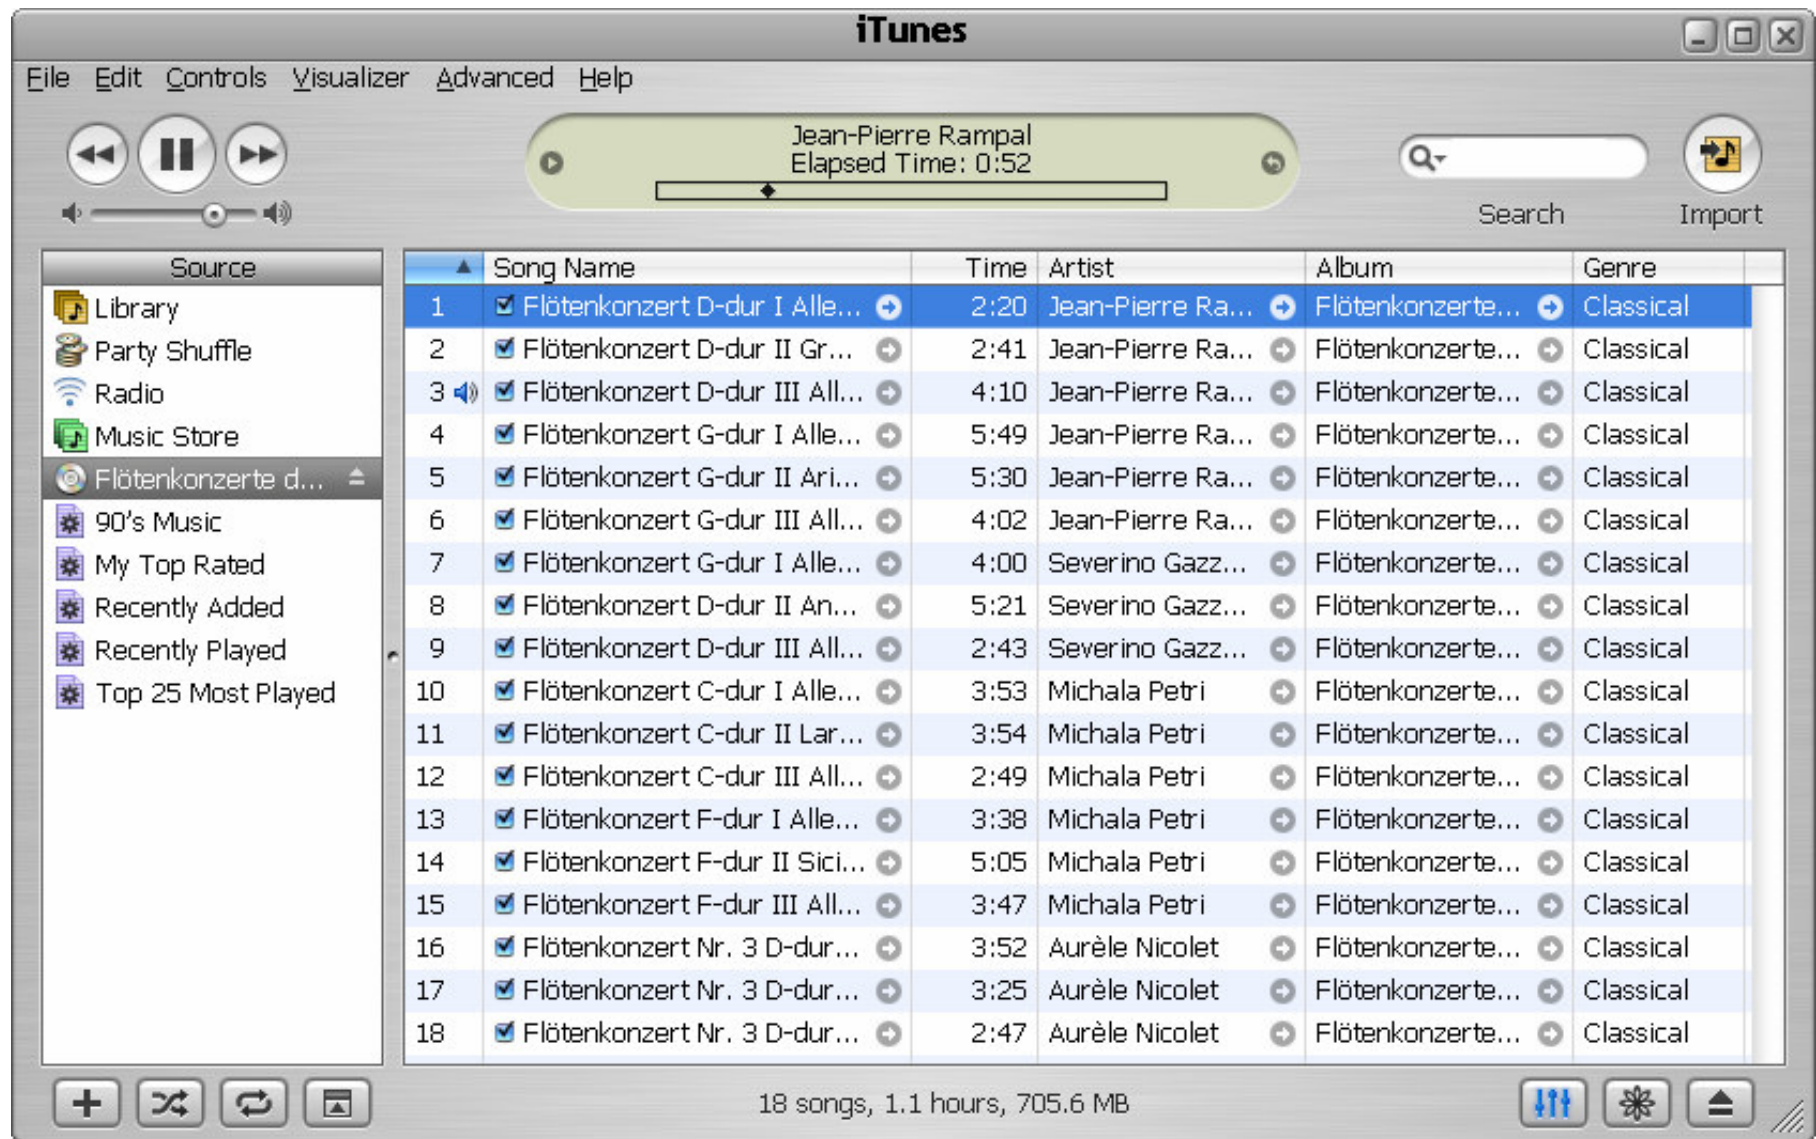 iTunes
File Edit Controls Visualizer Advanced Help
Jean-Pierre Rampal
Elapsed Time: 0:52
Search
Import
Source
Library
Party Shuffle
Radio
Music Store
Flötenkonzerte d...
90's Music
My Top Rated
Recently Added
Recently Played
Top 25 Most Played
Song Name Time Artist Album Genre
1 Flötenkonzert D-dur I Alle... 2:20 Jean-Pierre Ra... Flötenkonzerte... Classical
2 Flötenkonzert D-dur II Gr... 2:41 Jean-Pierre Ra... Flötenkonzerte... Classical
3 Flötenkonzert D-dur III All... 4:10 Jean-Pierre Ra... Flötenkonzerte... Classical
4 Flötenkonzert G-dur I Alle... 5:49 Jean-Pierre Ra... Flötenkonzerte... Classical
5 Flötenkonzert G-dur II Ari... 5:30 Jean-Pierre Ra... Flötenkonzerte... Classical
6 Flötenkonzert G-dur III All... 4:02 Jean-Pierre Ra... Flötenkonzerte... Classical
7 Flötenkonzert G-dur I Alle... 4:00 Severino Gazz... Flötenkonzerte... Classical
8 Flötenkonzert D-dur II An... 5:21 Severino Gazz... Flötenkonzerte... Classical
9 Flötenkonzert D-dur III All... 2:43 Severino Gazz... Flötenkonzerte... Classical
10 Flötenkonzert C-dur I Alle... 3:53 Michala Petri Flötenkonzerte... Classical
11 Flötenkonzert C-dur II Lar... 3:54 Michala Petri Flötenkonzerte... Classical
12 Flötenkonzert C-dur III All... 2:49 Michala Petri Flötenkonzerte... Classical
13 Flötenkonzert F-dur I Alle... 3:38 Michala Petri Flötenkonzerte... Classical
14 Flötenkonzert F-dur II Sici... 5:05 Michala Petri Flötenkonzerte... Classical
15 Flötenkonzert F-dur III All... 3:47 Michala Petri Flötenkonzerte... Classical
16 Flötenkonzert Nr. 3 D-dur... 3:52 Aurèle Nicolet Flötenkonzerte... Classical
17 Flötenkonzert Nr. 3 D-dur... 3:25 Aurèle Nicolet Flötenkonzerte... Classical
18 Flötenkonzert Nr. 3 D-dur... 2:47 Aurèle Nicolet Flötenkonzerte... Classical
18 songs, 1.1 hours, 705.6 MB